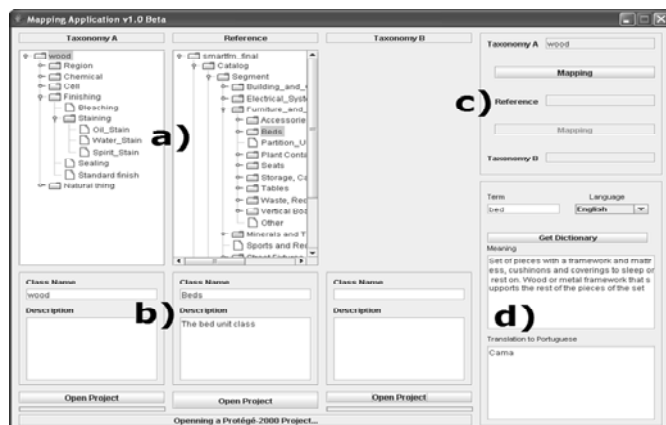 Mapping Application v1.0 Beta
Taxonomy A
Reference
Taxonomy B
wood
Region
Chemical
Cell
Finishing
Bleaching
Staining
Oil_Stain
Water_Stain
Spirit_Stain
Sealing
Standard finish
Natural thing
a)
smartfm_final
Catalog
Segment
Building_and_
Electrical_Syste
Furniture_and_
Accessorie
Beds
Partition_U
Plant Conta
Seats
Storage, Ca
Tables
Waste, Rec
Vertical Boa
Other
Minerals and T
Sports and Rec
Class Name
wood
Description
b)
Class Name
Beds
Description
The bed unit class
Class Name
Description
Open Project
Open Project
Open Project
Openning a Protégé-2000 Project...
Taxonomy A wood
Mapping
c)
Reference
Mapping
Taxonomy B
Term Language
bed English
Get Dictionary
Meaning
Set of pieces with a framework and mattr
ess, cushinons and coverings to sleep or
rest on. Wood or metal framework that s
upports the rest of the pieces of the set
d)
Translation to Portuguese
Cama